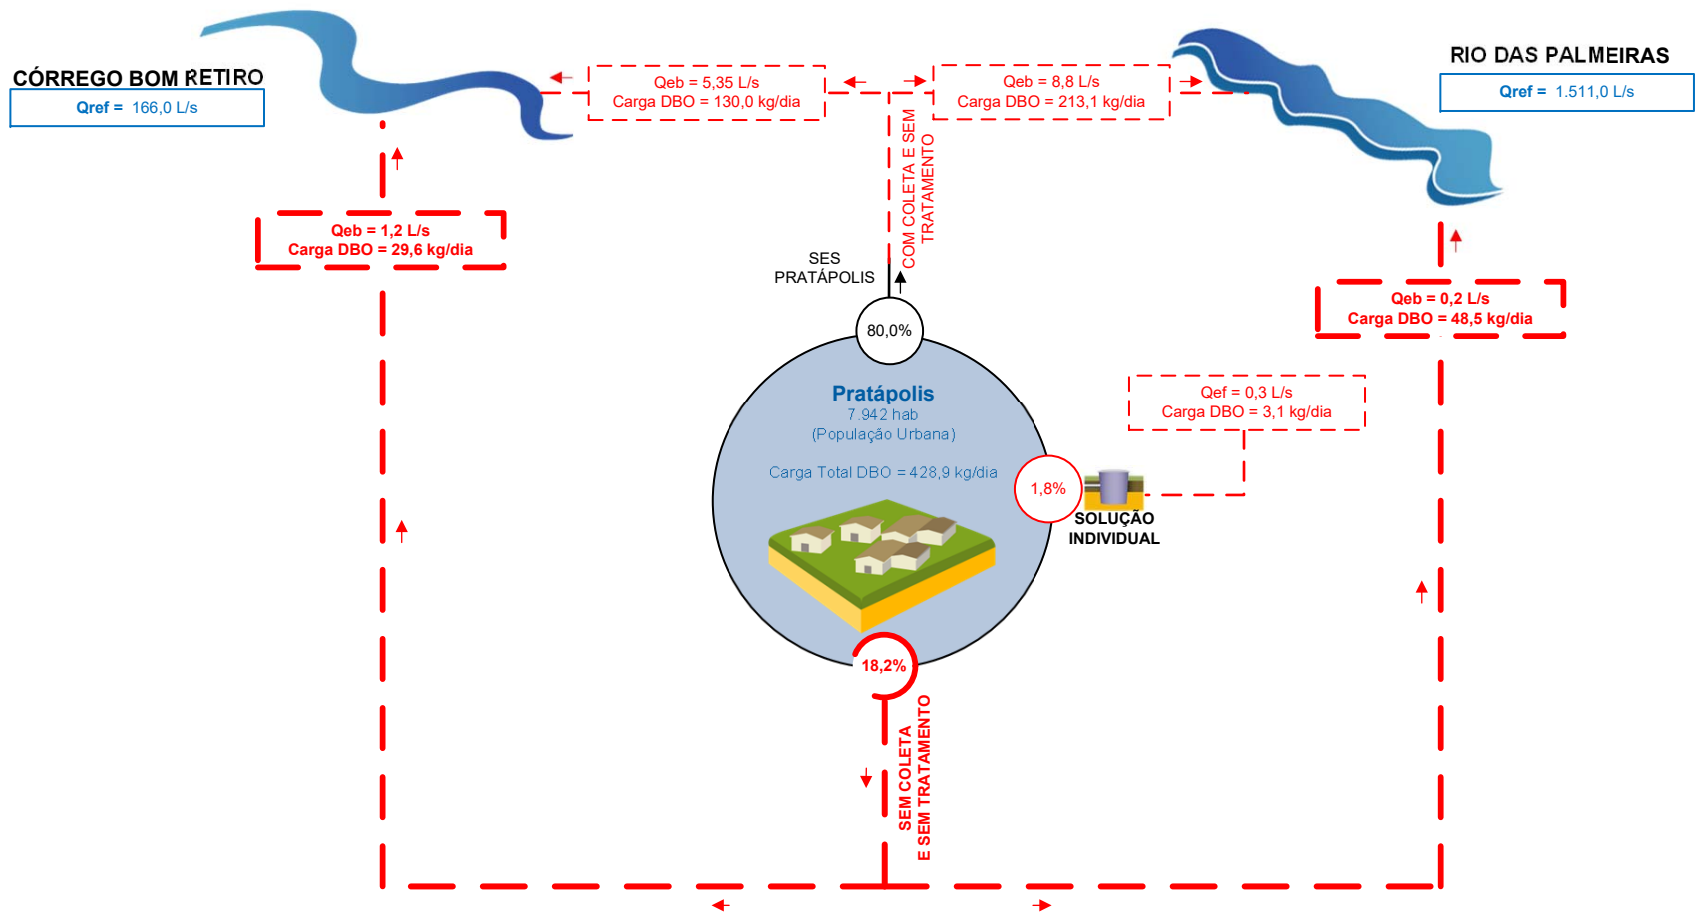 CÓRREGO BOM RETIRO
Qref = 166,0 L/s
Qeb = 5,35 L/s
Carga DBO = 130,0 kg/dia
Qeb = 8,8 L/s
Carga DBO = 213,1 kg/dia
RIO DAS PALMEIRAS
Qref = 1.511,0 L/s
COM COLETA E SEM
TRATAMENTO
Qeb = 1,2 L/s
Carga DBO = 29,6 kg/dia
SES
PRATÁPOLIS
80,0%
Qeb = 0,2 L/s
Carga DBO = 48,5 kg/dia
Pratápolis
7.942 hab
(População Urbana)
Carga Total DBO = 428,9 kg/dia
Qef = 0,3 L/s
Carga DBO = 3,1 kg/dia
1,8%
SOLUÇÃO
INDIVIDUAL
18,2%
SEM COLETA
E SEM TRATAMENTO